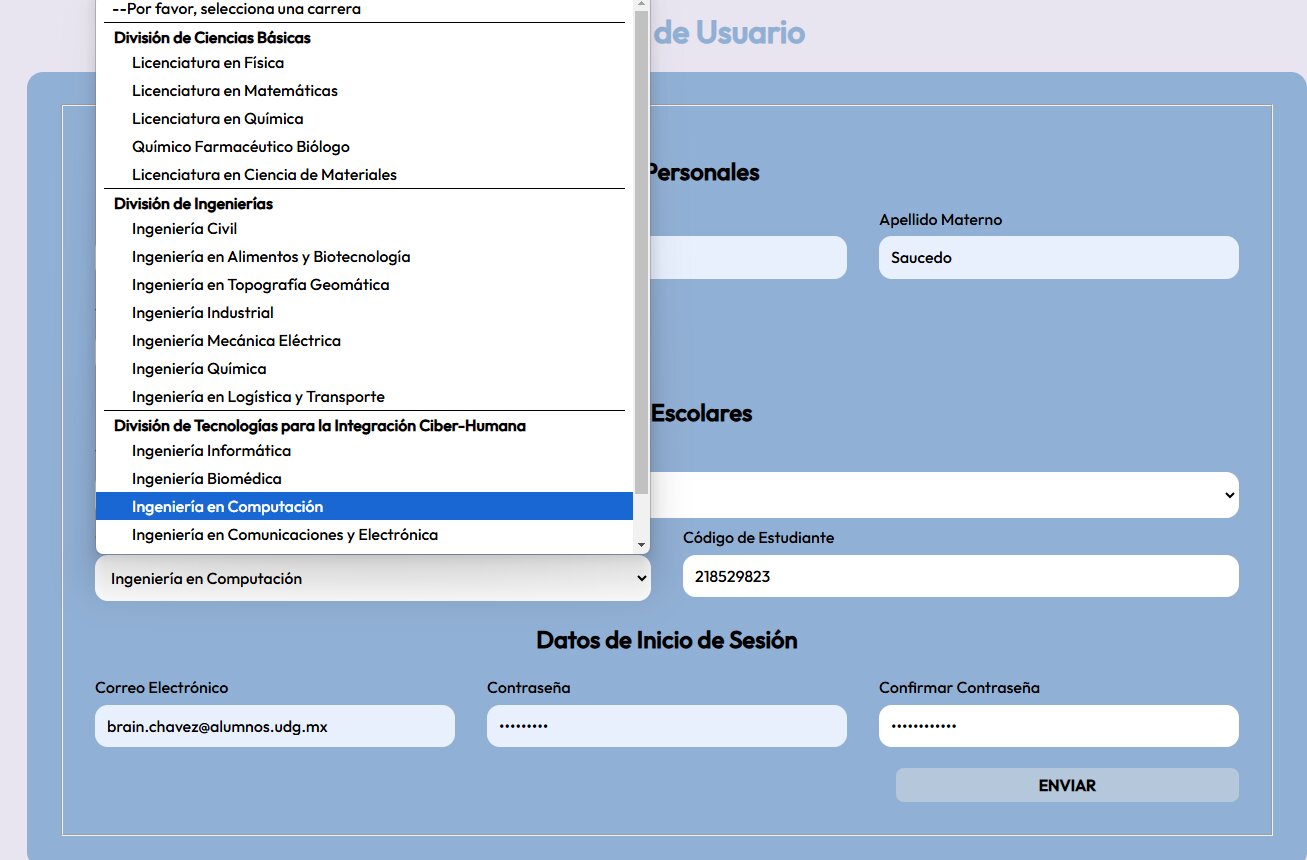 --Por favor, selecciona una carrera
de Usuario
División de Ciencias Básicas
Licenciatura en Física
Licenciatura en Matemáticas
Licenciatura en Química
Químico Farmacéutico Biólogo
Licenciatura en Ciencia de Materiales
División de Ingenierías
Ingeniería Civil
Ingeniería en Alimentos y Biotecnología
Ingeniería en Topografía Geomática
Ingeniería Industrial
Ingeniería Mecánica Eléctrica
Ingeniería Química
Ingeniería en Logística y Transporte
División de Tecnologías para la Integración Ciber-Humana
Ingeniería Informática
Ingeniería Biomédica
Ingeniería en Computación
Ingeniería en Comunicaciones y Electrónica
Personales
Apellido Materno
Saucedo
Escolares
Código de Estudiante
Ingeniería en Computación
218529823
Datos de Inicio de Sesión
Correo Electrónico
Contraseña
Confirmar Contraseña
brain.chavez@alumnos.udg.mx
•••••••••
••••••••••••
ENVIAR